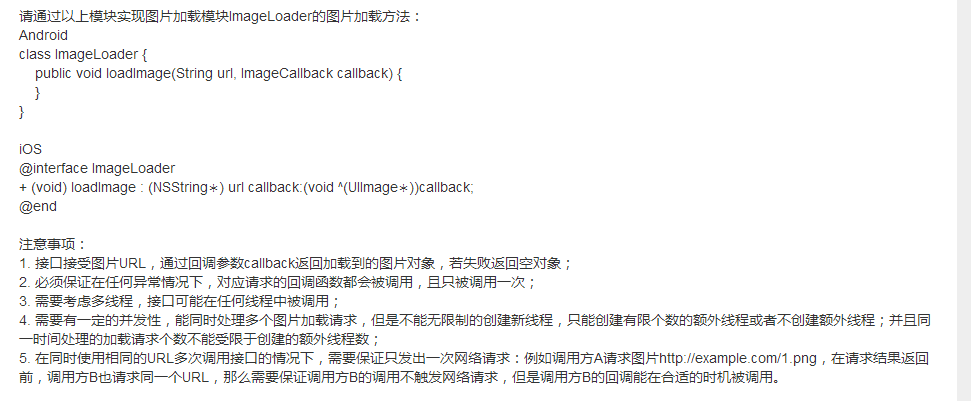 请通过以上模块实现图片加载模块ImageLoader的图片加载方法：
Android
class ImageLoader {
public void loadImage(String url, ImageCallback callback) {
}
}
iOS
@interface ImageLoader
+ (void) loadImage : (NSString*) url callback:(void ^(UIImage*))callback;
@end
注意事项：
1. 接口接受图片URL，通过回调参数callback返回加载到的图片对象，若失败返回空对象；
2. 必须保证在任何异常情况下，对应请求的回调函数都会被调用，且只被调用一次；
3. 需要考虑多线程，接口可能在任何线程中被调用；
4. 需要有一定的并发性，能同时处理多个图片加载请求，但是不能无限制的创建新线程，只能创建有限个数的额外线程或者不创建额外线程；并且同
一时间处理的加载请求个数不能受限于创建的额外线程数；
5. 在同时使用相同的URL多次调用接口的情况下，需要保证只发出一次网络请求：例如调用方A请求图片http://example.com/1.png，在请求结果返回
前，调用方B也请求同一个URL，那么需要保证调用方B的调用不触发网络请求，但是调用方B的回调能在合适的时机被调用。